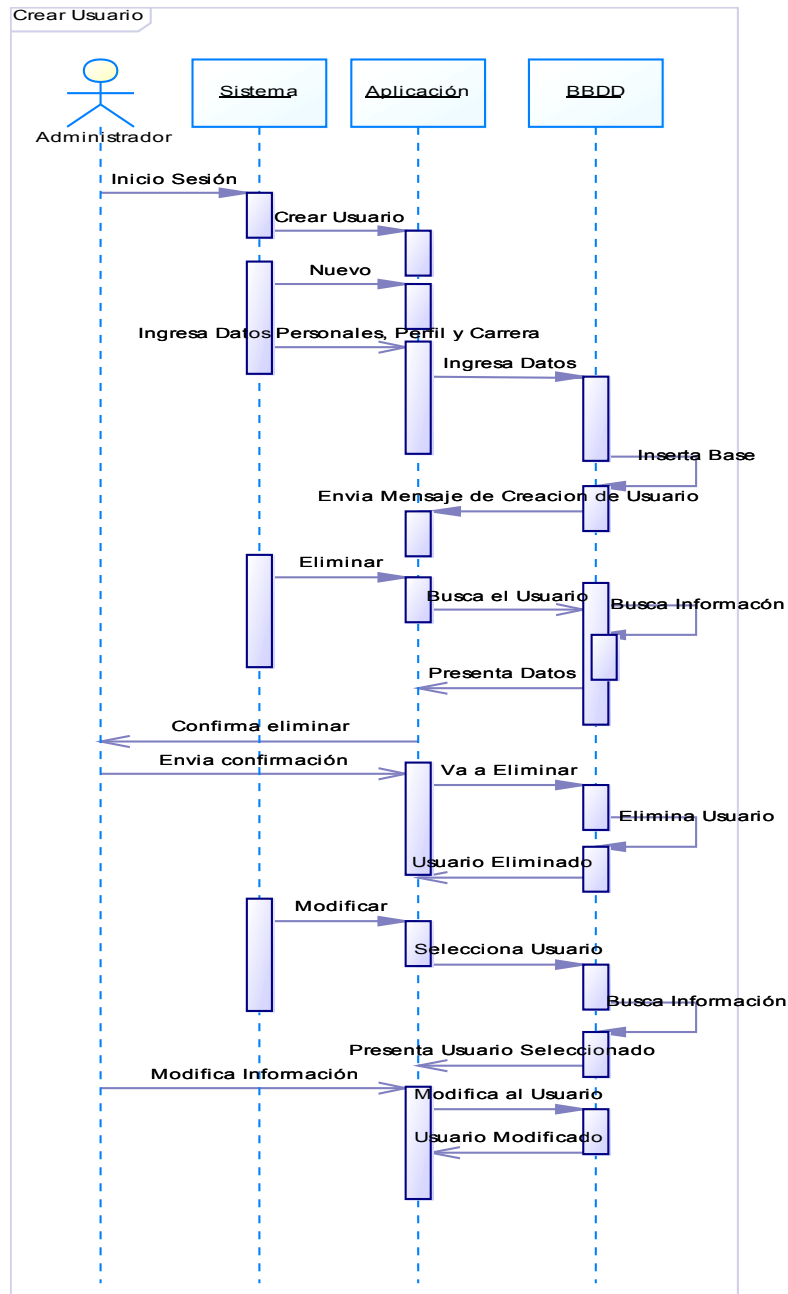 Crear Usuario
Sistema
Aplicación
BBDD
Administrador
Inicio Sesión
Crear Usuario
Nuevo
Ingresa Datos Personales, Perfil y Carrera
Ingresa Datos
Inserta Base
Envia Mensaje de Creacion de Usuario
Eliminar
Busca el Usuario
Busca Informacón
Presenta Datos
Confirma eliminar
Envia confirmación
Va a Eliminar
Elimina Usuario
Usuario Eliminado
Modificar
Selecciona Usuario
Busca Información
Presenta Usuario Seleccionado
Modifica Información
Modifica al Usuario
Usuario Modificado